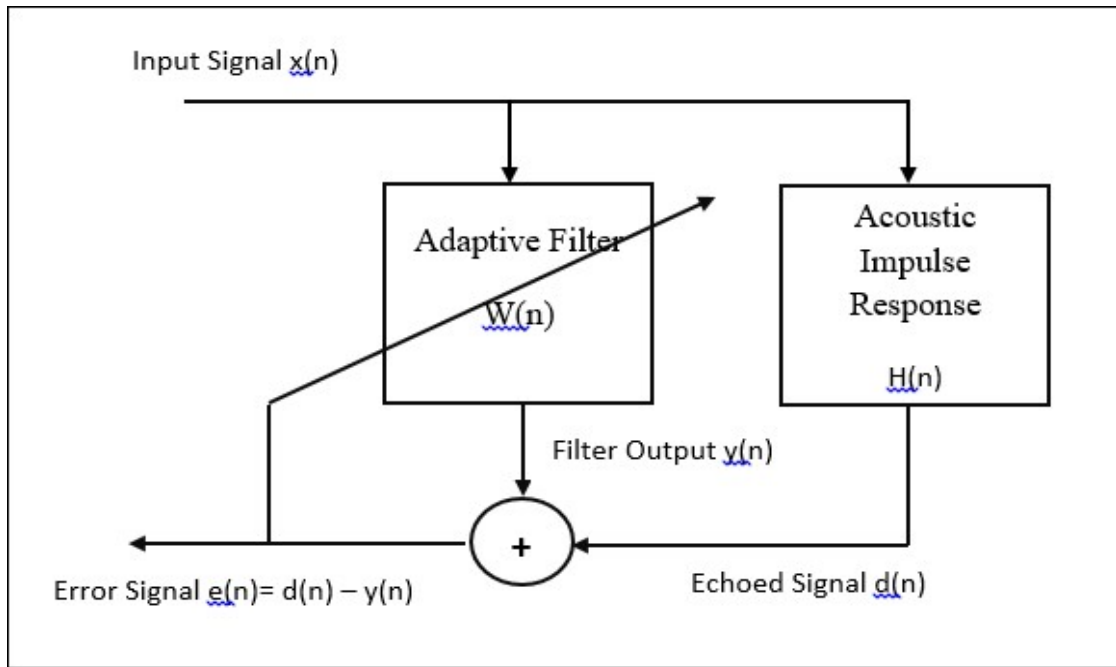 Input Signal x(n)
Adaptive Filter
W(n)
Acoustic
Impulse
Response
H(n)
Filter Output y(n)
+
Error Signal e(n)= d(n) – y(n)
Echoed Signal d(n)